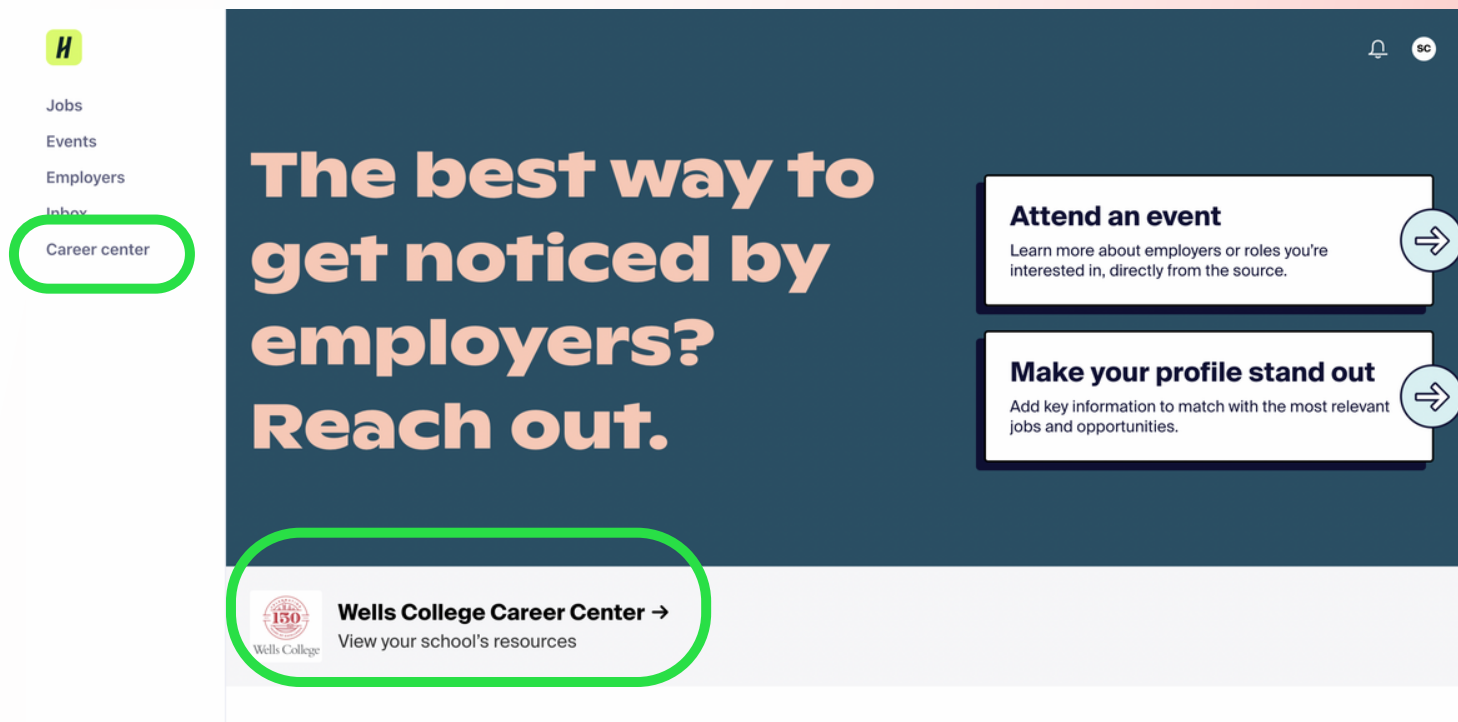 H
Jobs
Events
Employers
Inbox
Career center
SC
The best way to
get noticed by
employers?
Reach out.
Attend an event
Learn more about employers or roles you're
interested in, directly from the source.
Make your profile stand out
Add key information to match with the most relevant
jobs and opportunities.
150
Wells College
Wells College Career Center →
View your school's resources